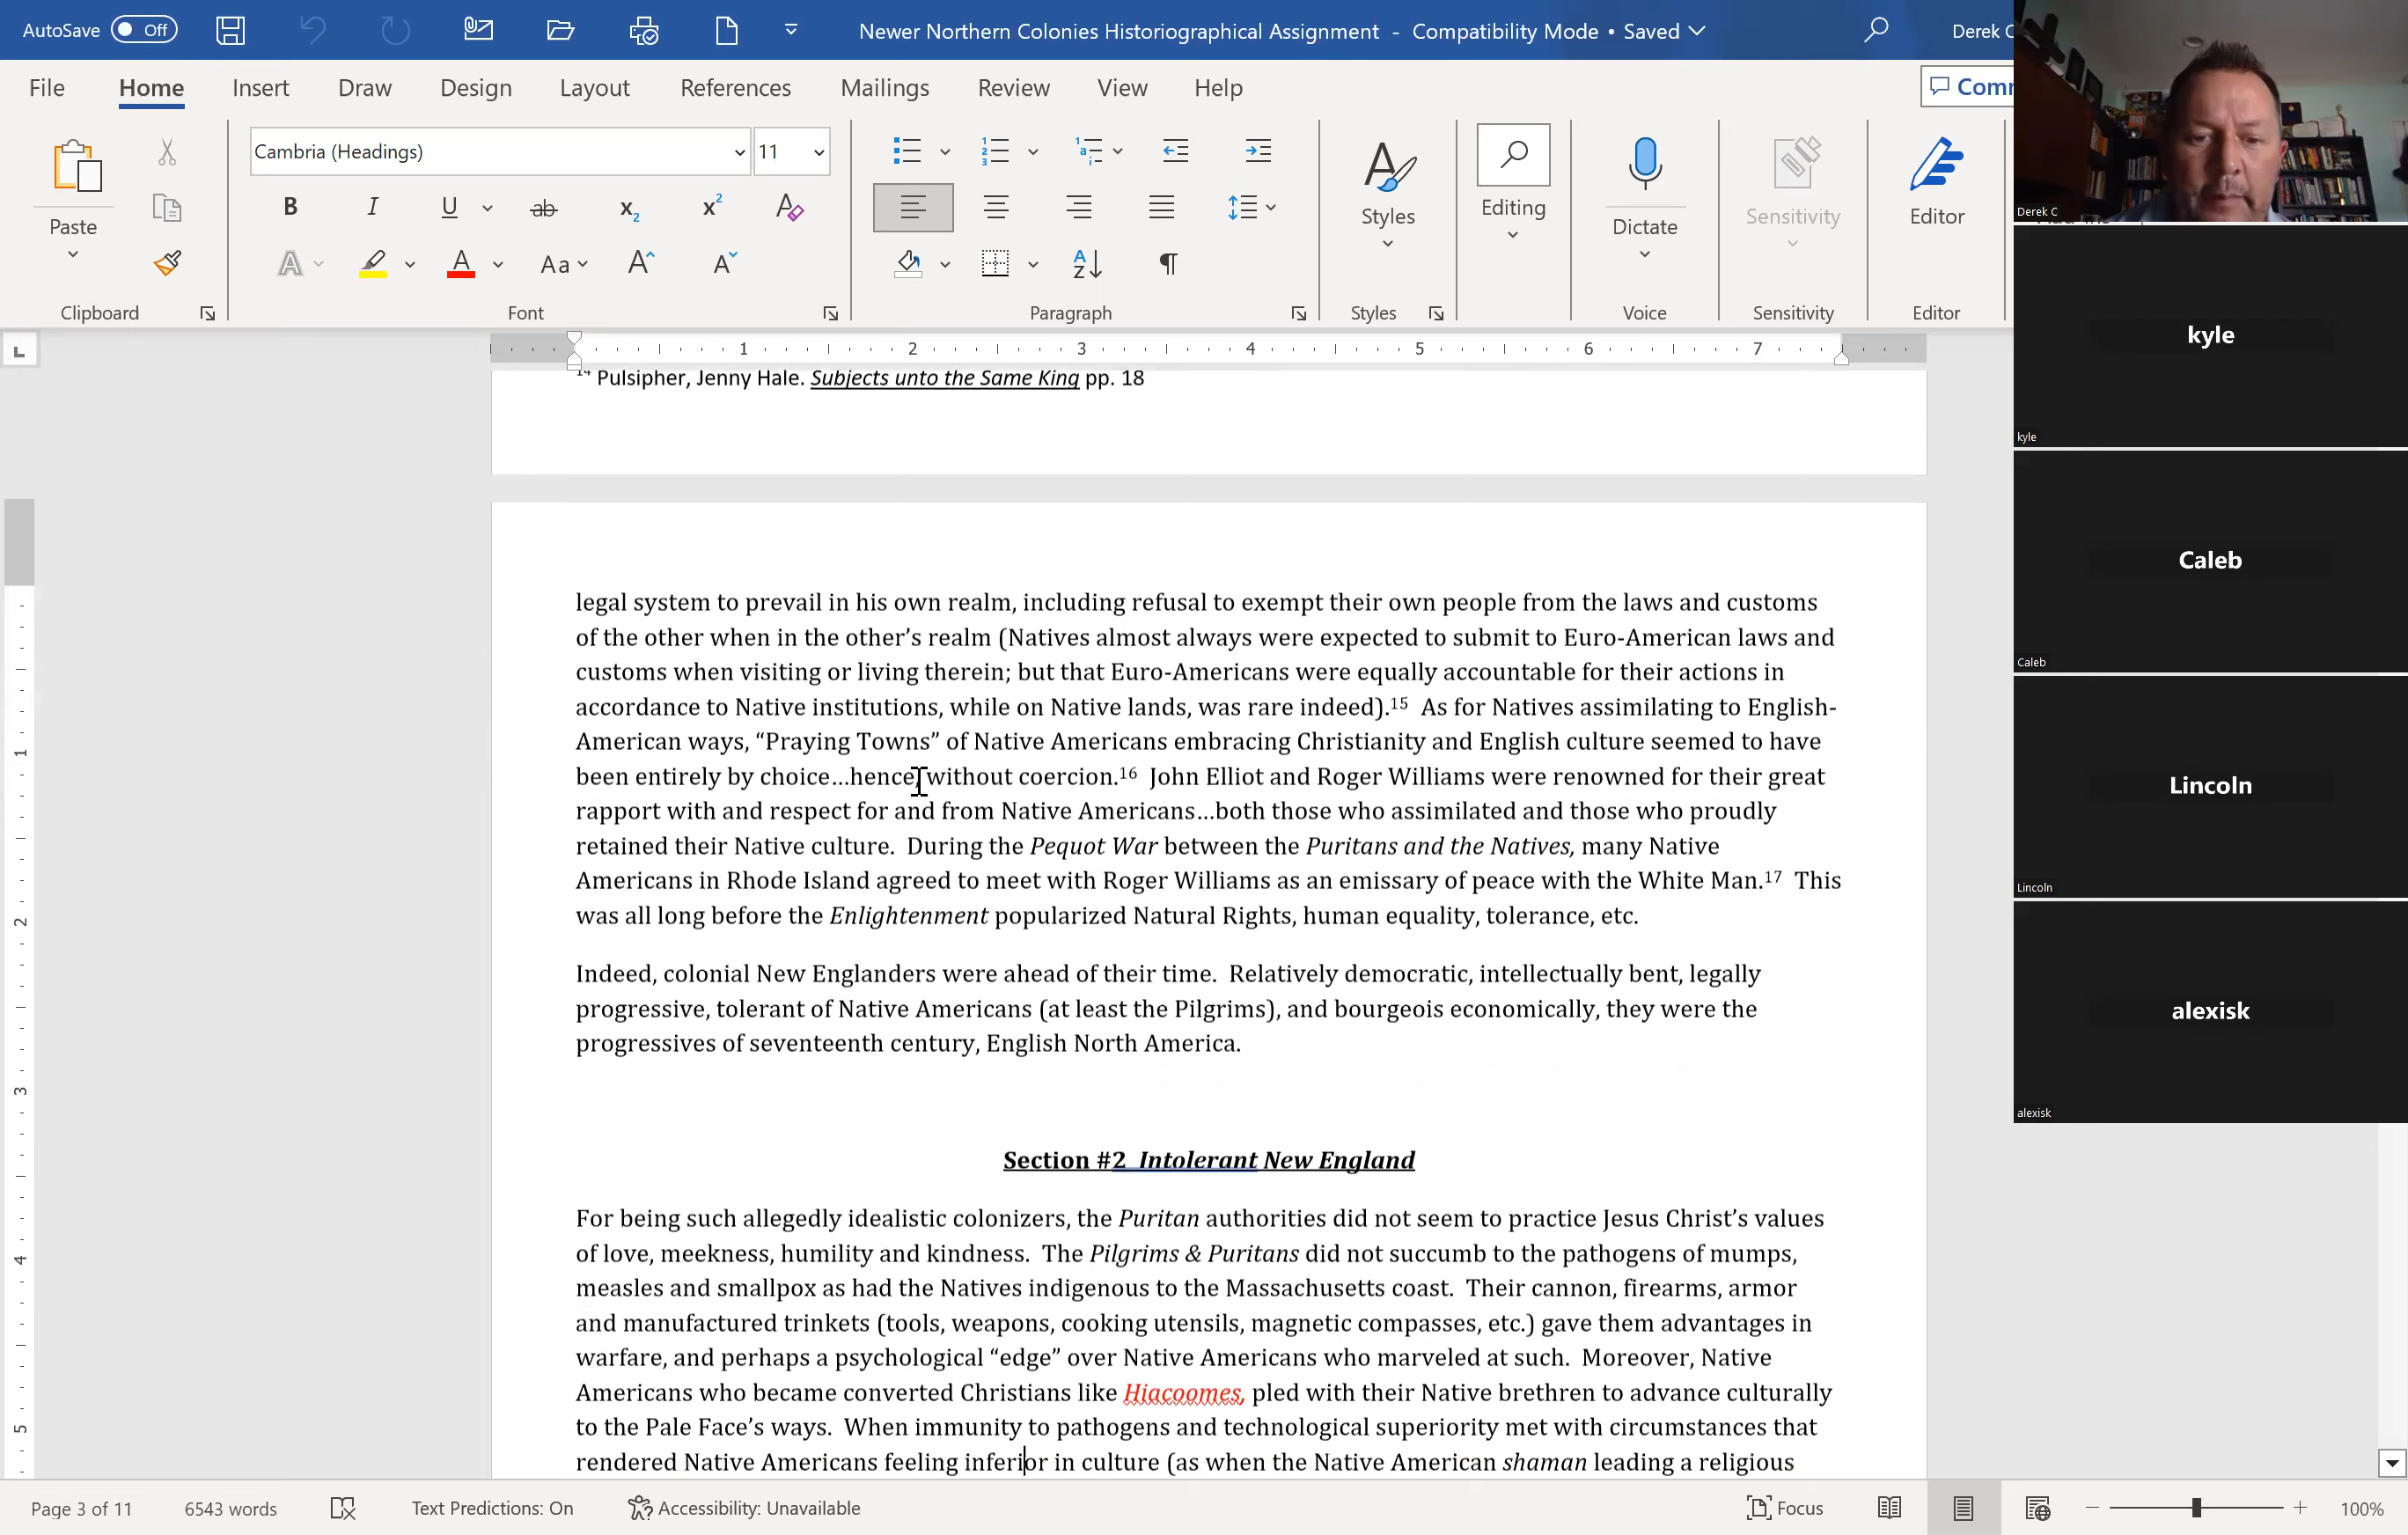 AutoSave Off Newer Northern Colonies Historiographical Assignment - Compatibility Mode • Saved Derek C
File Home Insert Draw Design Layout References Mailings Review View Help Comm
Cambria (Headings) 11
Paste Styles Editing Dictate Sensitivity Editor
Clipboard Font Paragraph Styles Voice Sensitivity Editor
1 2 3 4 5 6 7
14 Pulsipher, Jenny Hale. Subjects unto the Same King pp. 18
legal system to prevail in his own realm, including refusal to exempt their own people from the laws and customs
of the other when in the other’s realm (Natives almost always were expected to submit to Euro-American laws and
customs when visiting or living therein; but that Euro-Americans were equally accountable for their actions in
accordance to Native institutions, while on Native lands, was rare indeed).15 As for Natives assimilating to English-
American ways, “Praying Towns” of Native Americans embracing Christianity and English culture seemed to have
been entirely by choice…hence, without coercion.16 John Elliot and Roger Williams were renowned for their great
rapport with and respect for and from Native Americans…both those who assimilated and those who proudly
retained their Native culture. During the Pequot War between the Puritans and the Natives, many Native
Americans in Rhode Island agreed to meet with Roger Williams as an emissary of peace with the White Man.17 This
was all long before the Enlightenment popularized Natural Rights, human equality, tolerance, etc.
Indeed, colonial New Englanders were ahead of their time. Relatively democratic, intellectually bent, legally
progressive, tolerant of Native Americans (at least the Pilgrims), and bourgeois economically, they were the
progressives of seventeenth century, English North America.
Section #2 Intolerant New England
For being such allegedly idealistic colonizers, the Puritan authorities did not seem to practice Jesus Christ’s values
of love, meekness, humility and kindness. The Pilgrims & Puritans did not succumb to the pathogens of mumps,
measles and smallpox as had the Natives indigenous to the Massachusetts coast. Their cannon, firearms, armor
and manufactured trinkets (tools, weapons, cooking utensils, magnetic compasses, etc.) gave them advantages in
warfare, and perhaps a psychological “edge” over Native Americans who marveled at such. Moreover, Native
Americans who became converted Christians like Hiacoomes, pled with their Native brethren to advance culturally
to the Pale Face’s ways. When immunity to pathogens and technological superiority met with circumstances that
rendered Native Americans feeling inferior in culture (as when the Native American shaman leading a religious
1
2
3
4
5
Page 3 of 11 6543 words Text Predictions: On Accessibility: Unavailable Focus 100%
Derek C
kyle
kyle
Caleb
Caleb
Lincoln
Lincoln
alexisk
alexisk